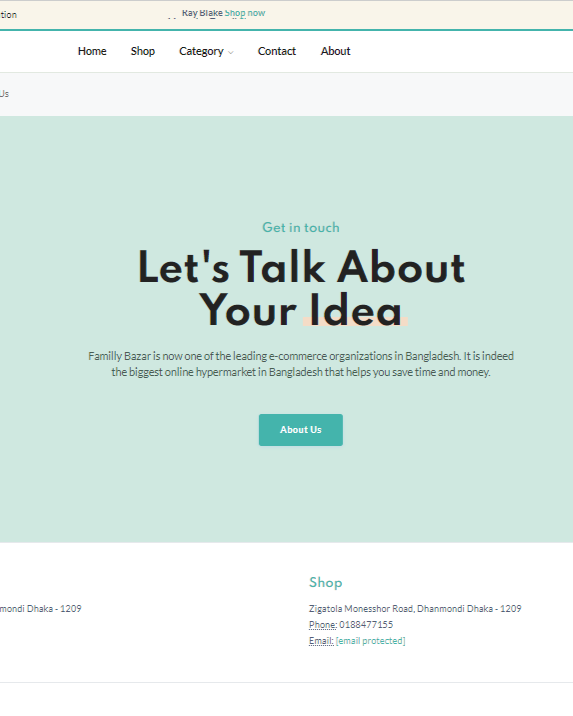 tion
Ray Blake Shop now
Home Shop Category Contact About
Us
Get in touch
Let's Talk About
Your Idea
Familly Bazar is now one of the leading e-commerce organizations in Bangladesh. It is indeed
the biggest online hypermarket in Bangladesh that helps you save time and money.
About Us
Shop
nmondi Dhaka - 1209
Zigatola Monesshor Road, Dhanmondi Dhaka - 1209
Phone: 0188477155
Email: [email protected]